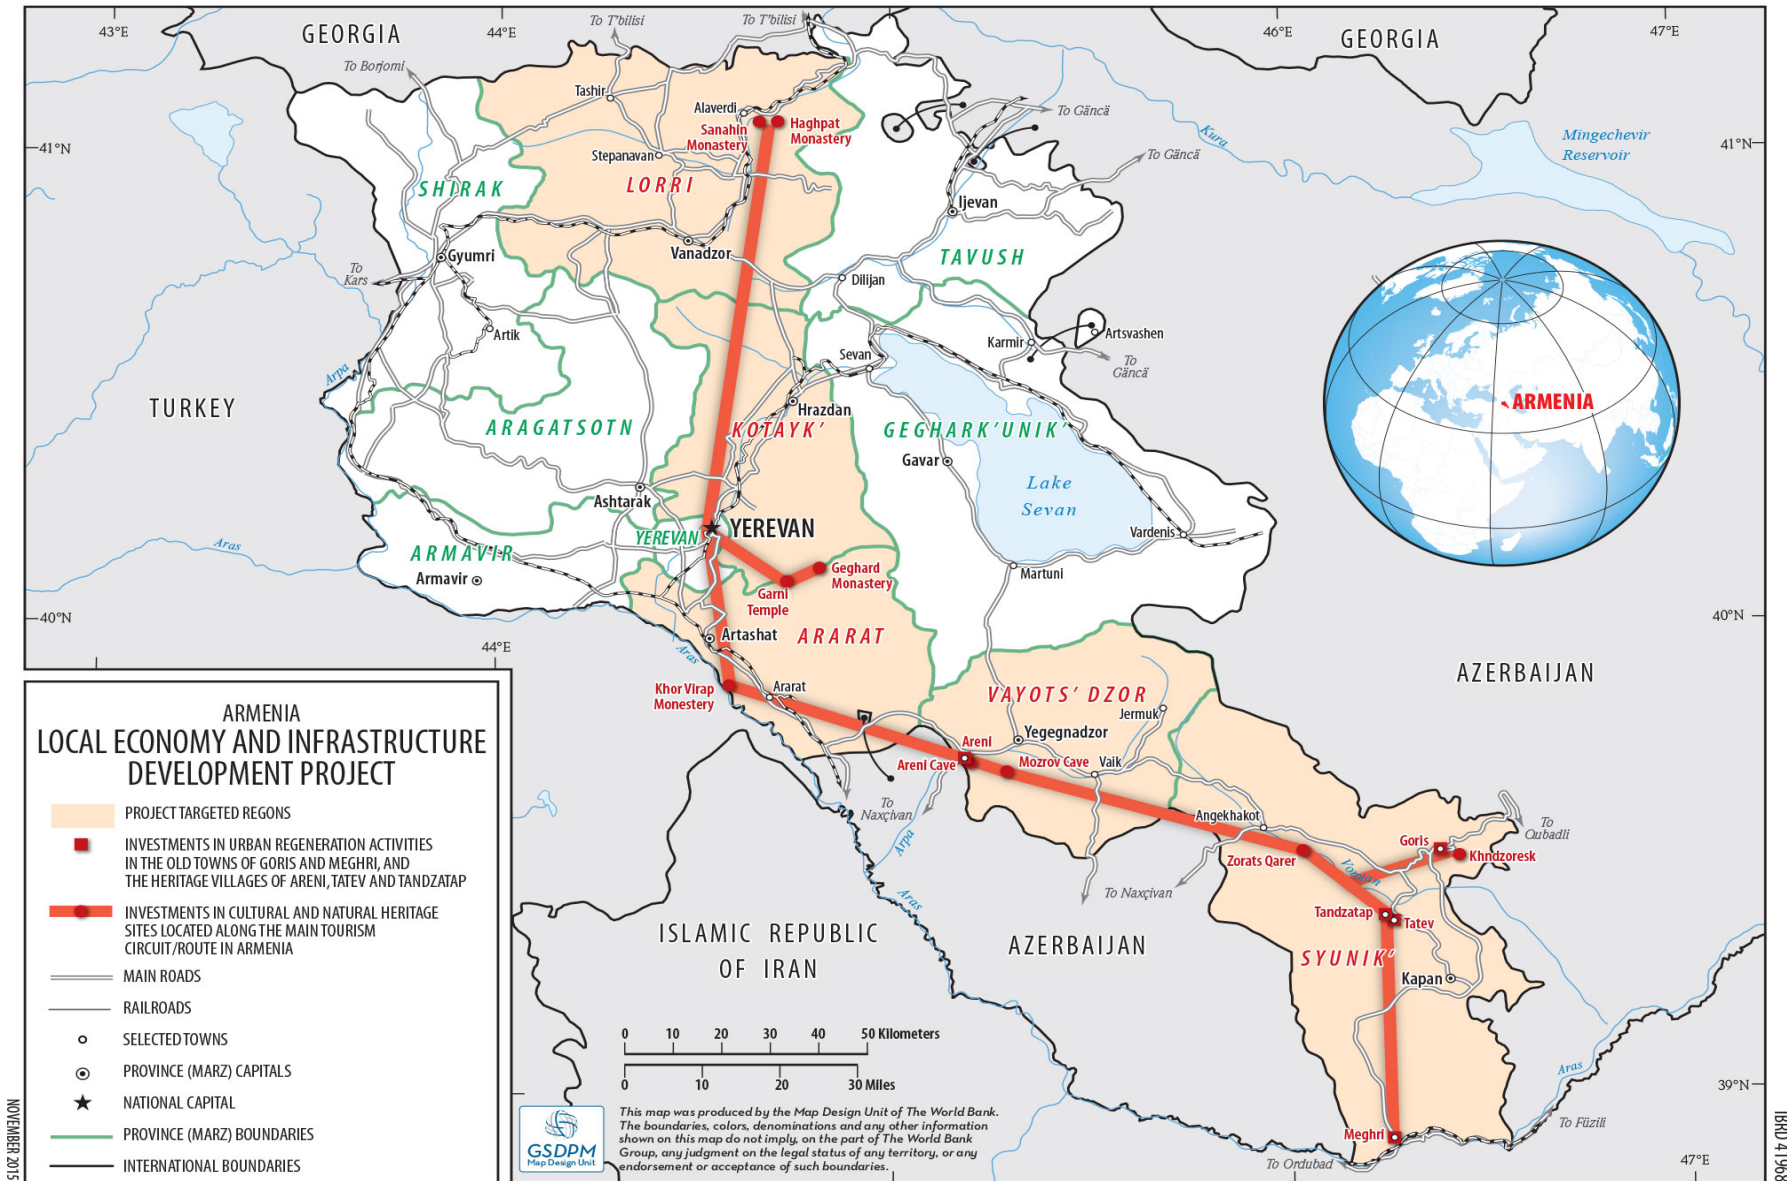 43°E
44°E
46°E
47°E
GEORGIA
To T'bilisi
To T'bilisi
GEORGIA
To Borjomi
Tashir
Alaverdi
Sanahin
Monastery
Haghpat
Monastery
To Gäncä
Kura
Mingechevir
Reservoir
41°N
41°N
Stepanavan
To Gäncä
SHIRAK
LORRI
Ijevan
Gyumri
Vanadzor
TAVUSH
To
Kars
Dilijan
Artik
Karmir
Artsvashen
Sevan
To
Gäncä
Arpa
TURKEY
ARMENIA
Hrazdan
ARAGATSOTN
KOTAYK'
GEGHARK'UNIK'
Gavar
Lake
Sevan
Ashtarak
YEREVAN
YEREVAN
Vardenis
Aras
ARMAVIR
Armavir
Geghard
Monastery
Garni
Temple
Martuni
40°N
40°N
Artashat
ARARAT
44°E
Aras
AZERBAIJAN
Khor Virap
Monestery
Ararat
VAYOTS' DZOR
Jermuk
Yegegnadzor
Areni
Areni Cave
Mozrov Cave
Vaik
To
Naxçivan
Arpa
Angekhakot
To
Qubadli
Goris
Khndzoresk
Zorats Qarer
Vorotan
To Naxçivan
Aras
Tandzatap
Tatev
ISLAMIC REPUBLIC
OF IRAN
AZERBAIJAN
SYUNIK'
Kapan
39°N
Aras
To Füzili
Meghri
To Ordubad
47°E
ARMENIA
LOCAL ECONOMY AND INFRASTRUCTURE
DEVELOPMENT PROJECT
PROJECT TARGETED REGONS
INVESTMENTS IN URBAN REGENERATION ACTIVITIES
IN THE OLD TOWNS OF GORIS AND MEGHRI, AND
THE HERITAGE VILLAGES OF ARENI, TATEV AND TANDZATAP
INVESTMENTS IN CULTURAL AND NATURAL HERITAGE
SITES LOCATED ALONG THE MAIN TOURISM
CIRCUIT/ROUTE IN ARMENIA
MAIN ROADS
RAILROADS
SELECTED TOWNS
PROVINCE (MARZ) CAPITALS
NATIONAL CAPITAL
PROVINCE (MARZ) BOUNDARIES
INTERNATIONAL BOUNDARIES
0 10 20 30 40 50 Kilometers
0 10 20 30 Miles
GSDPM
Map Design Unit
This map was produced by the Map Design Unit of The World Bank.
The boundaries, colors, denominations and any other information
shown on this map do not imply, on the part of The World Bank
Group, any judgment on the legal status of any territory, or any
endorsement or acceptance of such boundaries.
NOVEMBER 2015
IBRD 41968